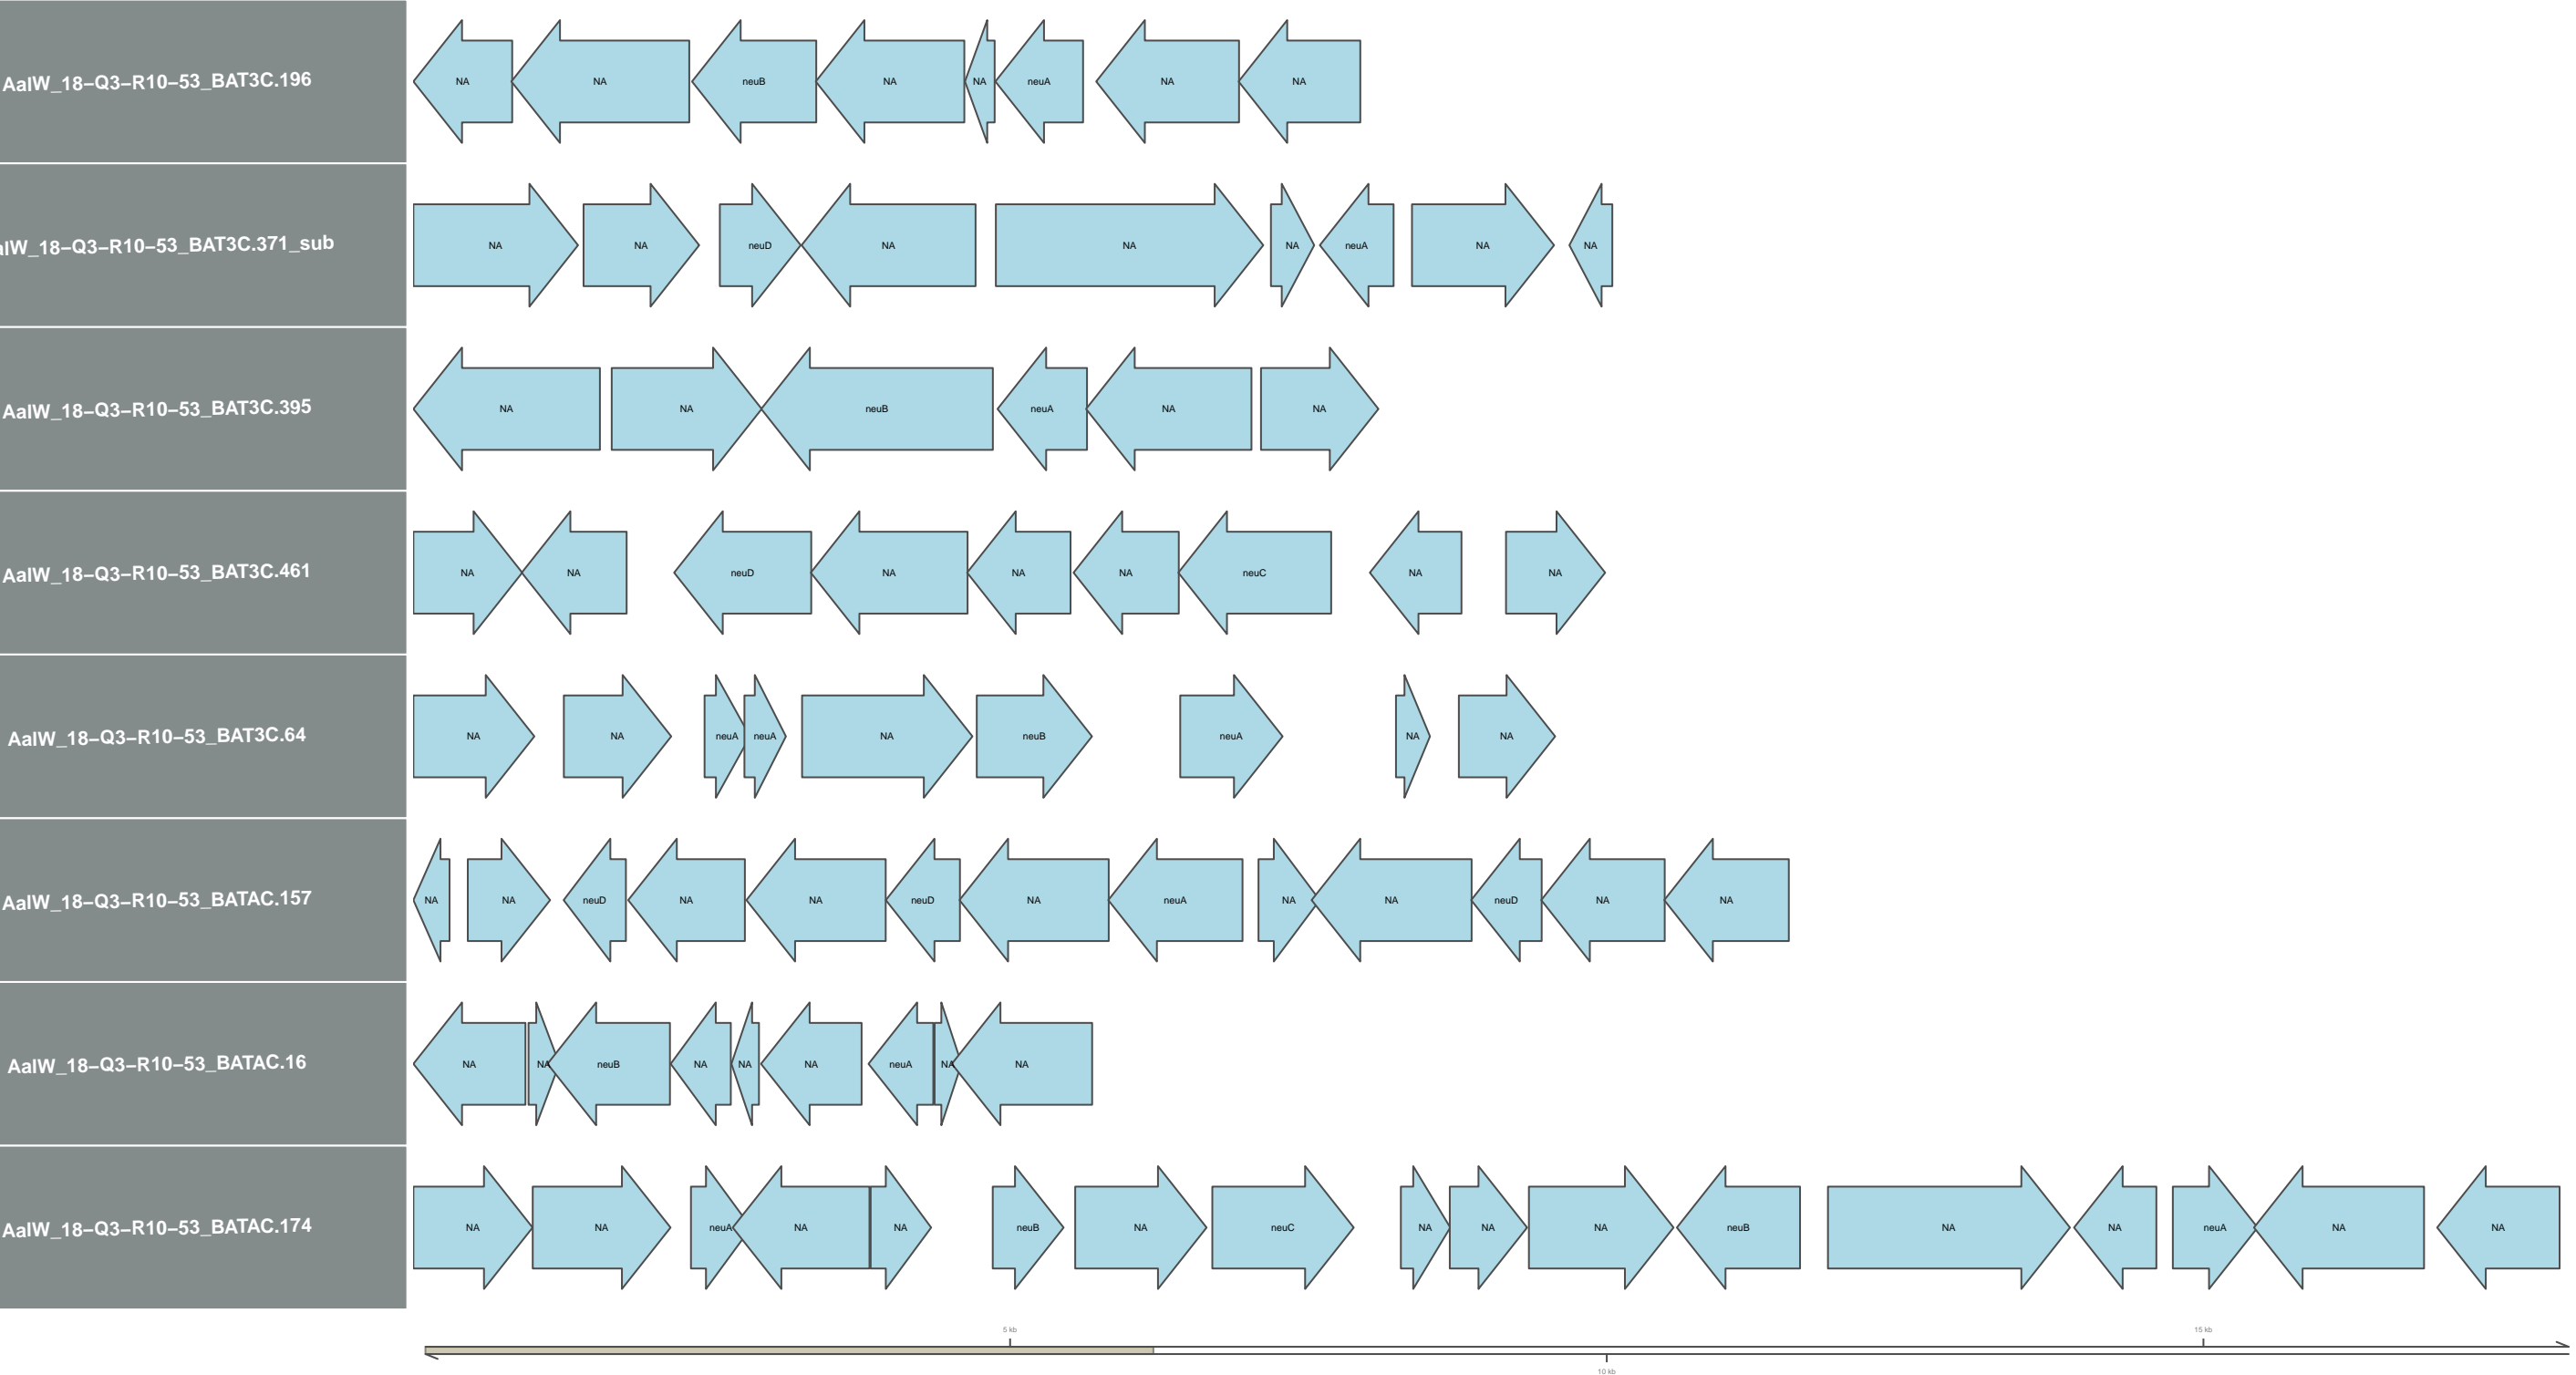 AalW_18−Q3−R10−53_BAT3C.196
NA NA neuB NA NA neuA NA NA
alW_18−Q3−R10−53_BAT3C.371_sub
NA NA neuD NA NA NA neuA NA NA
AalW_18−Q3−R10−53_BAT3C.395
NA NA neuB neuA NA NA
AalW_18−Q3−R10−53_BAT3C.461
NA NA neuD NA NA NA neuC NA NA
AalW_18−Q3−R10−53_BAT3C.64
NA NA neuA neuA NA neuB neuA NA NA
AalW_18−Q3−R10−53_BATAC.157
NA NA neuD NA NA neuD NA neuA NA NA neuD NA NA
AalW_18−Q3−R10−53_BATAC.16
NA NA neuB NA NA NA neuA NA NA
AalW_18−Q3−R10−53_BATAC.174
NA NA neuA NA NA neuB NA neuC NA NA NA neuB NA NA neuA NA NA
5 kb 15 kb
10 kb